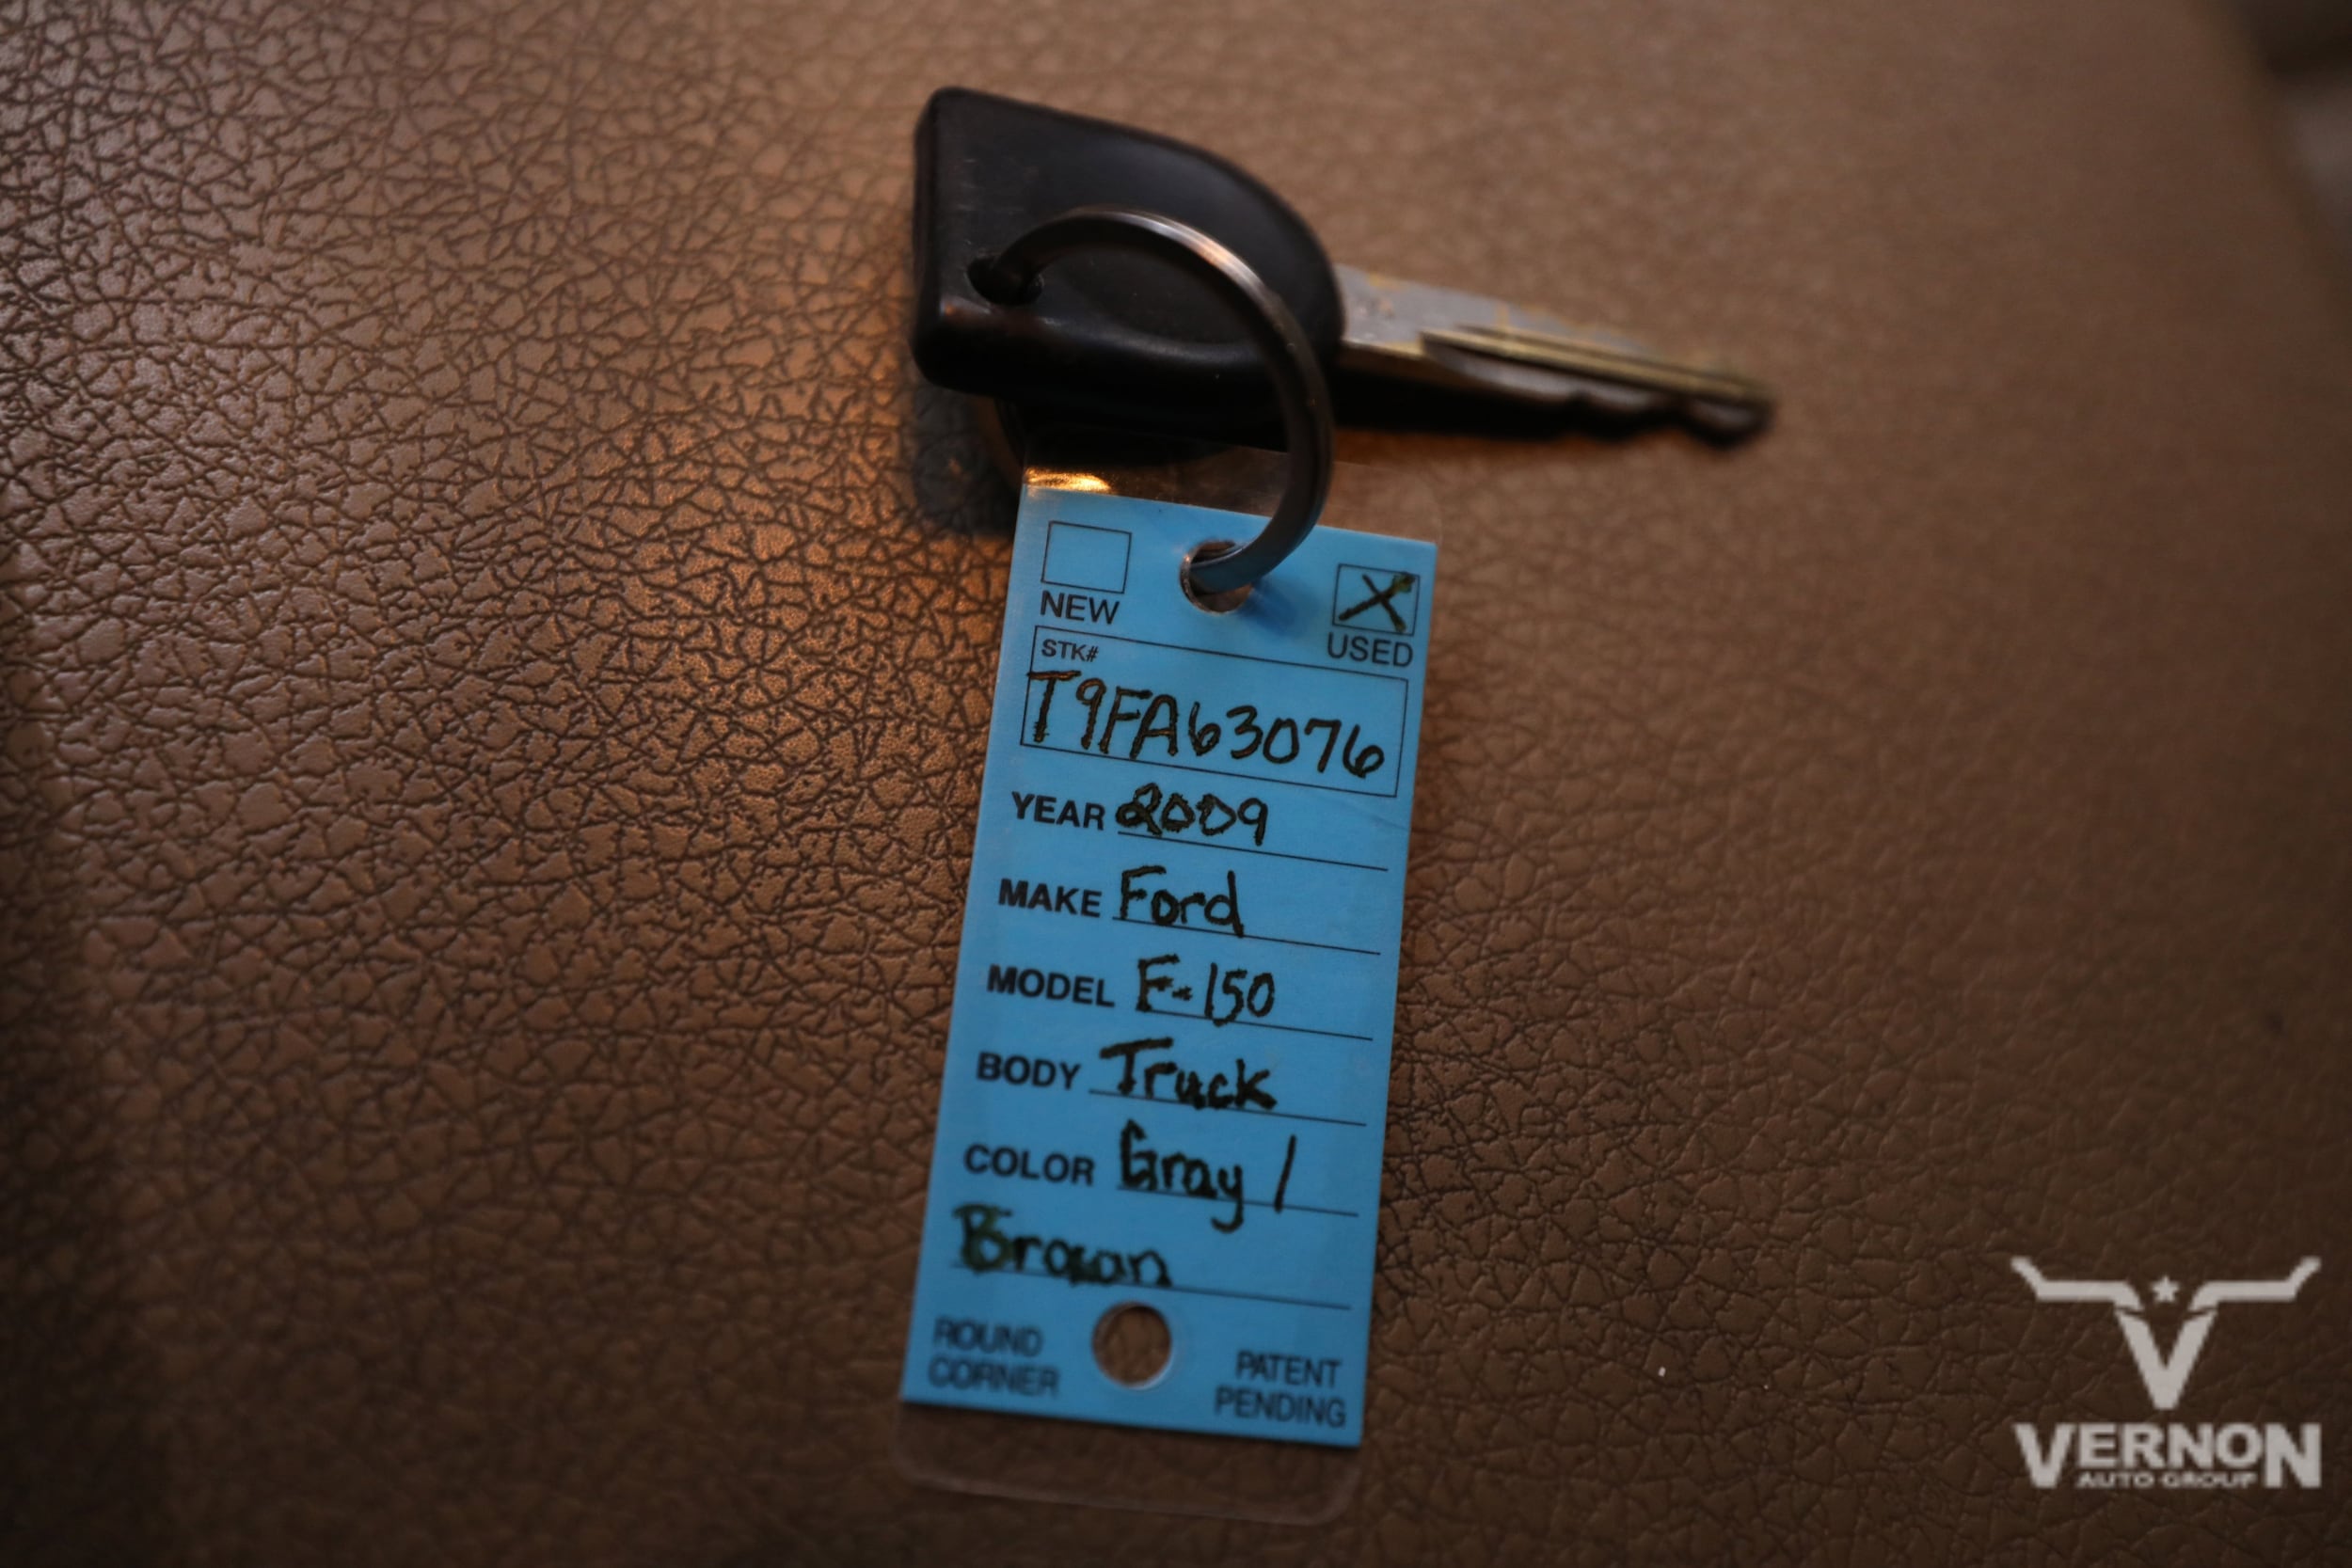 NEW
USED
STK#
T9FA63076
YEAR 2009
MAKE Ford
MODEL F-150
BODY Truck
COLOR Gray /
Brown
ROUND CORNER
PATENT PENDING
V
VERNON
AUTO GROUP